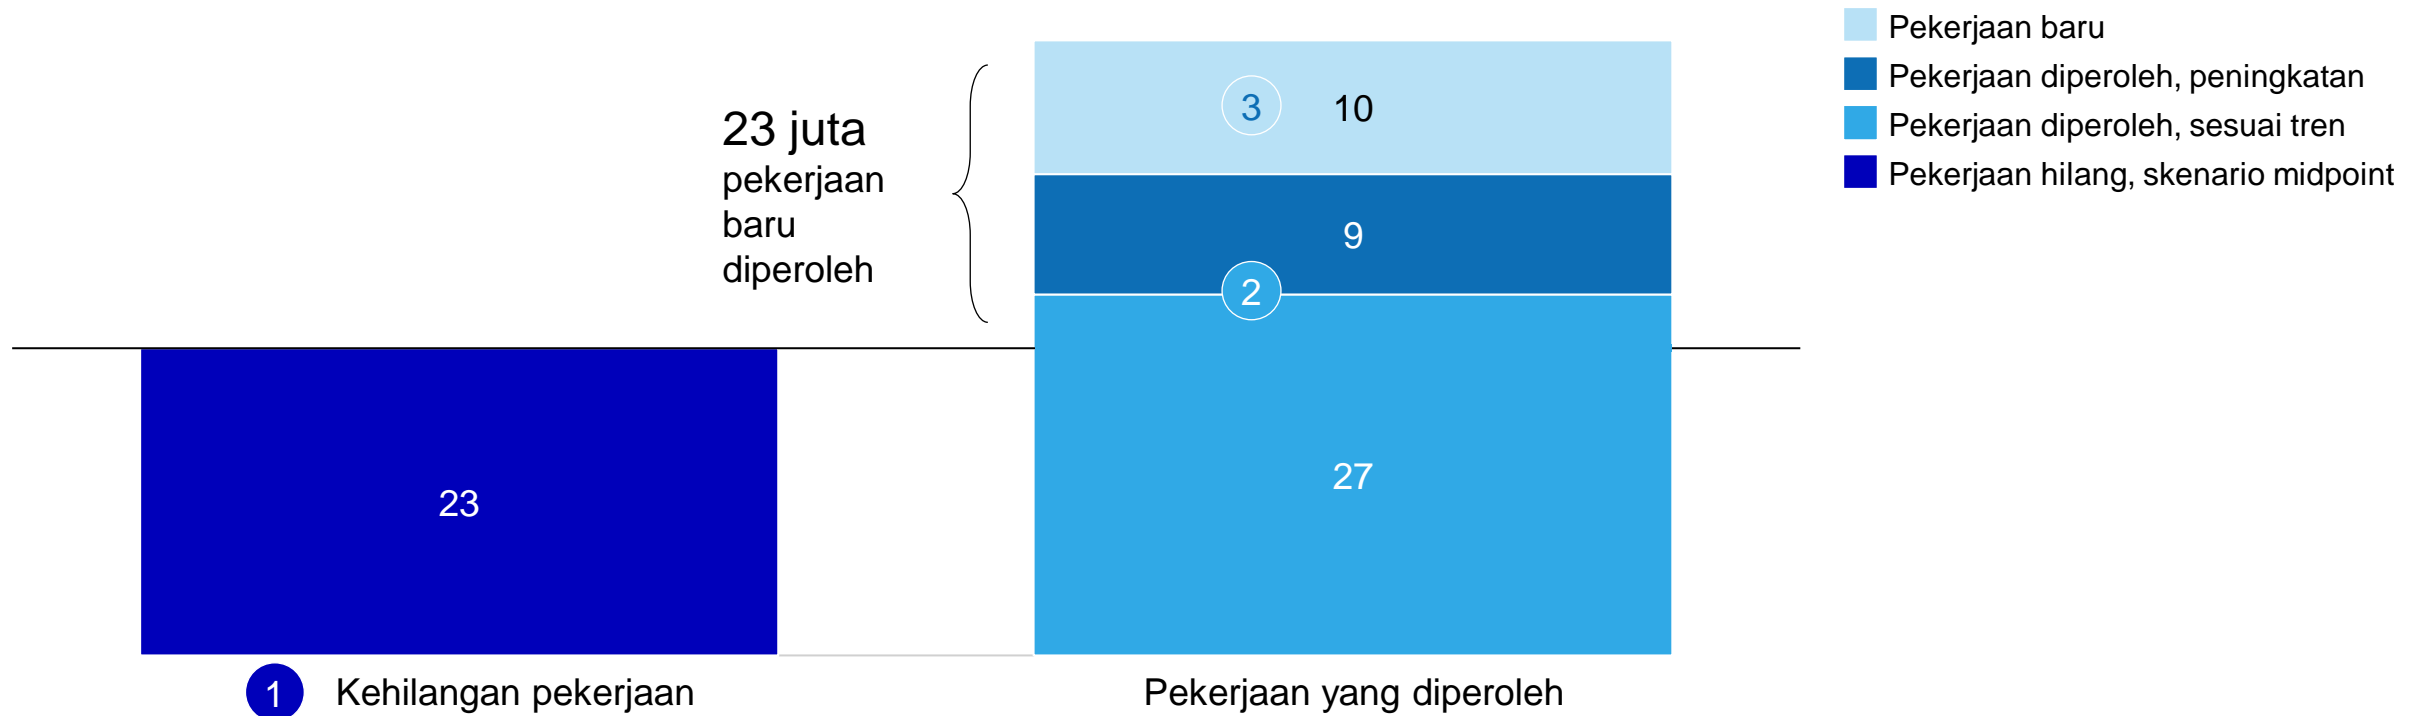 Pekerjaan baru
Pekerjaan diperoleh, peningkatan
Pekerjaan diperoleh, sesuai tren
Pekerjaan hilang, skenario midpoint
23 juta
pekerjaan
baru
diperoleh
3 10
9
2
27
23
1 Kehilangan pekerjaan
Pekerjaan yang diperoleh